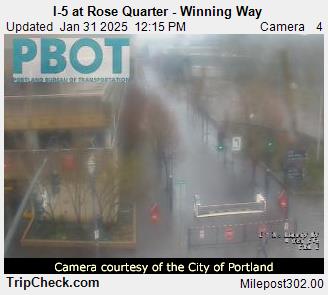 I-5 at Rose Quarter - Winning Way
Updated Jan 31 2025 12:15 PM Camera 4
PBOT
PORTLAND BUREAU OF TRANSPORTATION
Camera courtesy of the City of Portland
TripCheck.com Milepost302.00